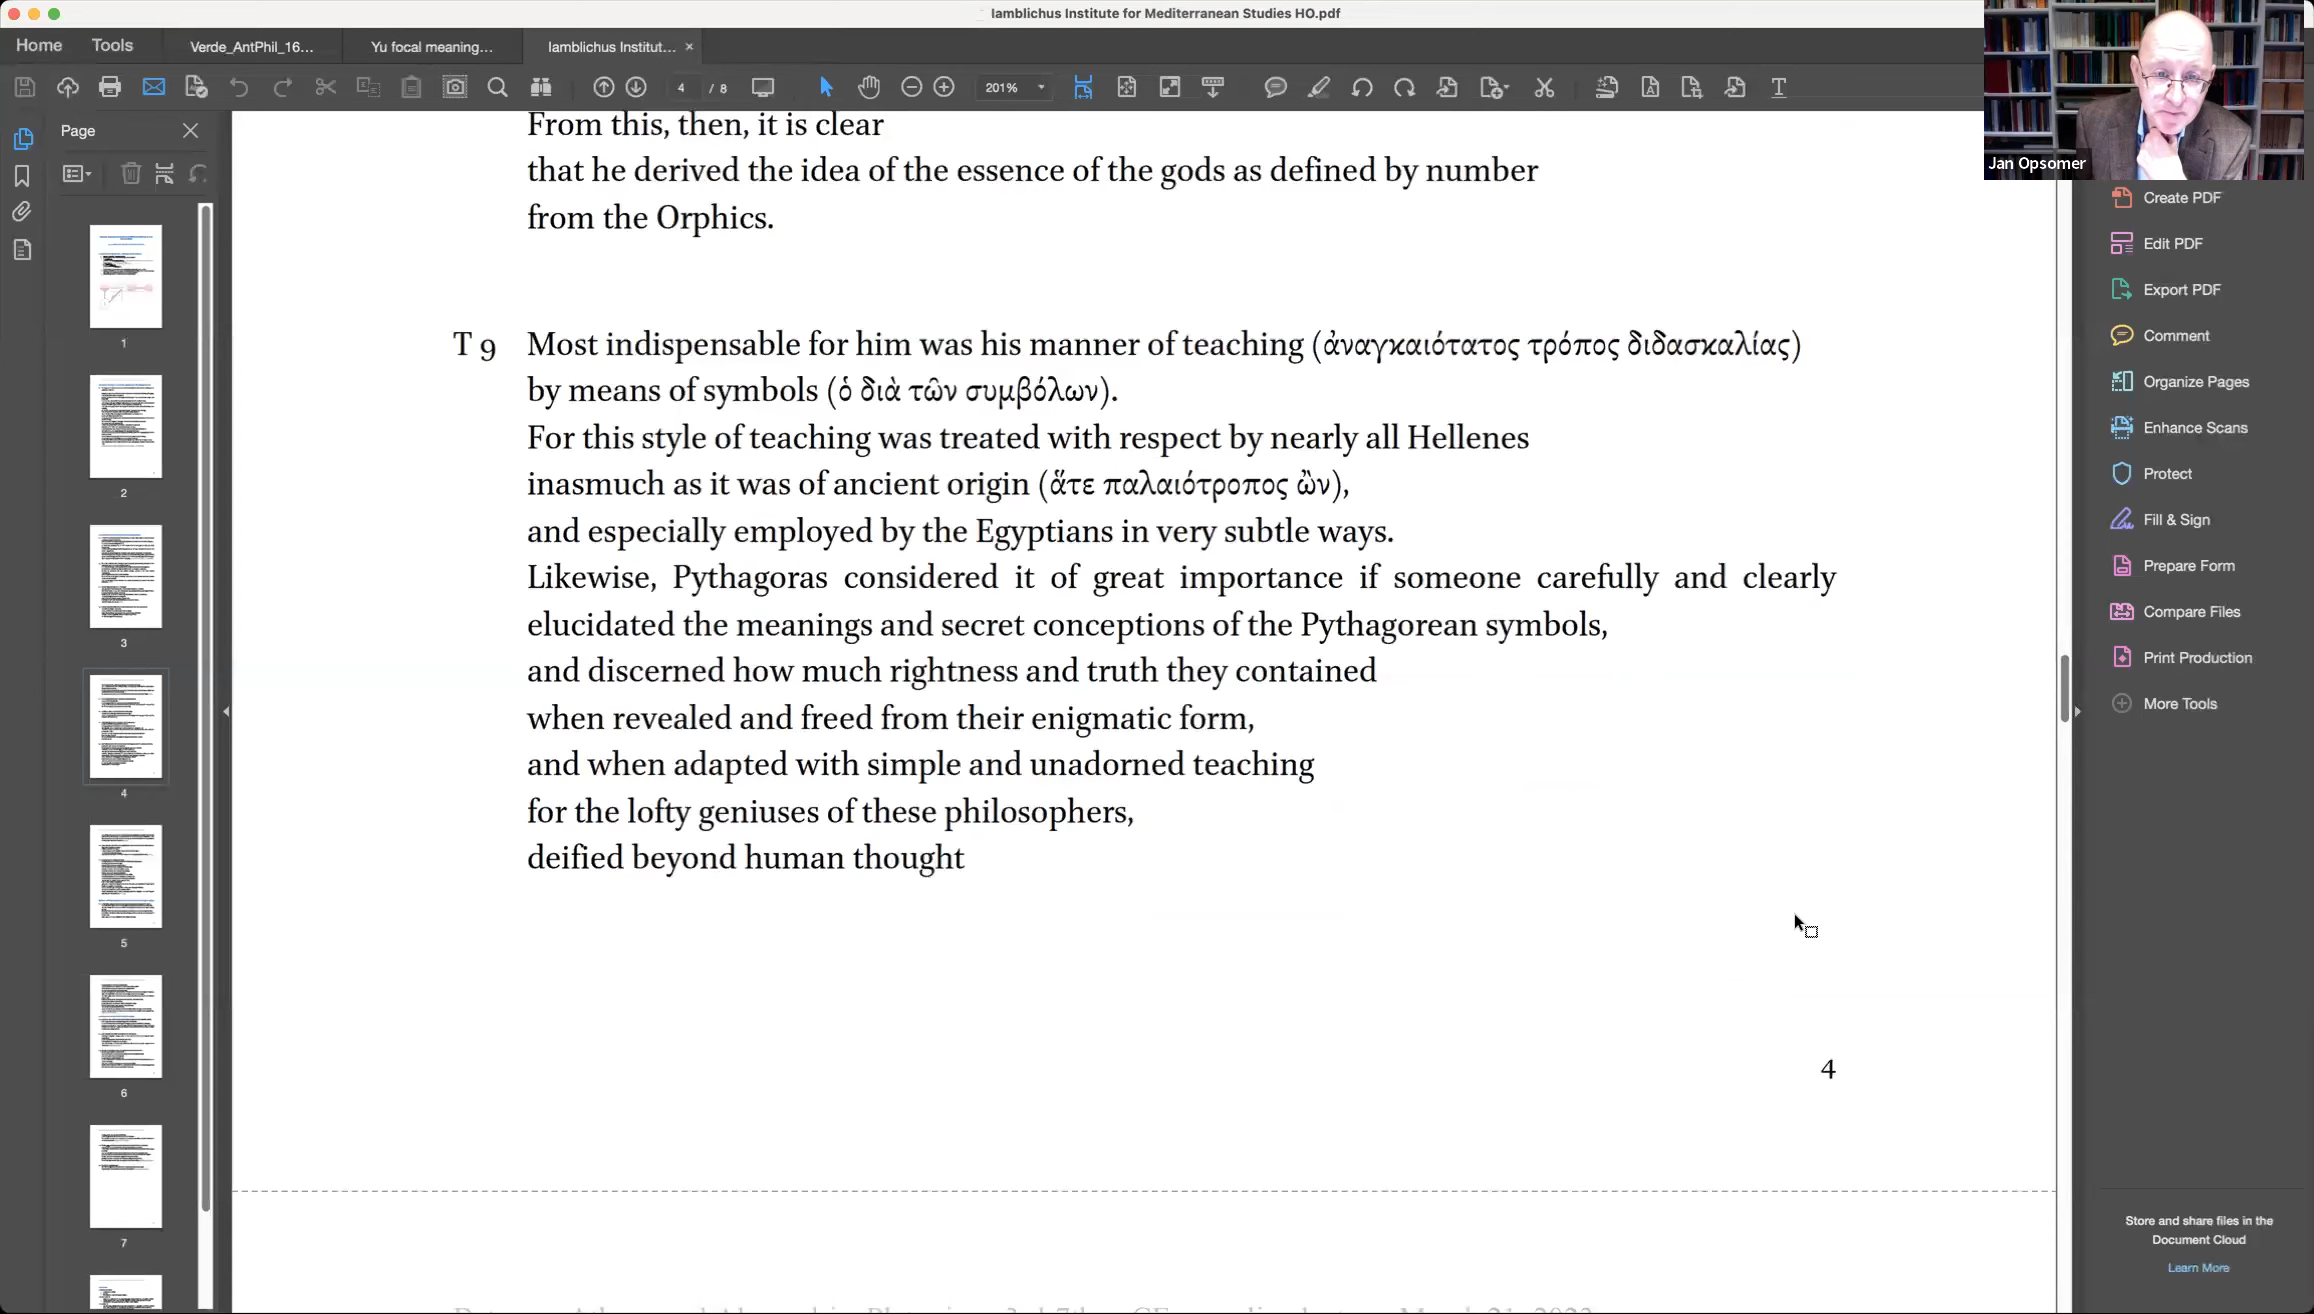 Iamblichus Institute for Mediterranean Studies HO.pdf
Home
Tools
Verde_AntPhil_16...
Yu focal meaning...
Iamblichus Institut...
4
/ 8
201%
Page
1
2
3
4
5
6
7
From this, then, it is clear
that he derived the idea of the essence of the gods as defined by number
from the Orphics.
T 9 Most indispensable for him was his manner of teaching (ἀναγκαιότατος τρόπος διδασκαλίας)
by means of symbols (ὁ διὰ τῶν συμβόλων).
For this style of teaching was treated with respect by nearly all Hellenes
inasmuch as it was of ancient origin (ἅτε παλαιότροπος ὢν),
and especially employed by the Egyptians in very subtle ways.
Likewise, Pythagoras considered it of great importance if someone carefully and clearly
elucidated the meanings and secret conceptions of the Pythagorean symbols,
and discerned how much rightness and truth they contained
when revealed and freed from their enigmatic form,
and when adapted with simple and unadorned teaching
for the lofty geniuses of these philosophers,
deified beyond human thought
4
Jan Opsomer
Create PDF
Edit PDF
Export PDF
Comment
Organize Pages
Enhance Scans
Protect
Fill & Sign
Prepare Form
Compare Files
Print Production
More Tools
Store and share files in the
Document Cloud
Learn More